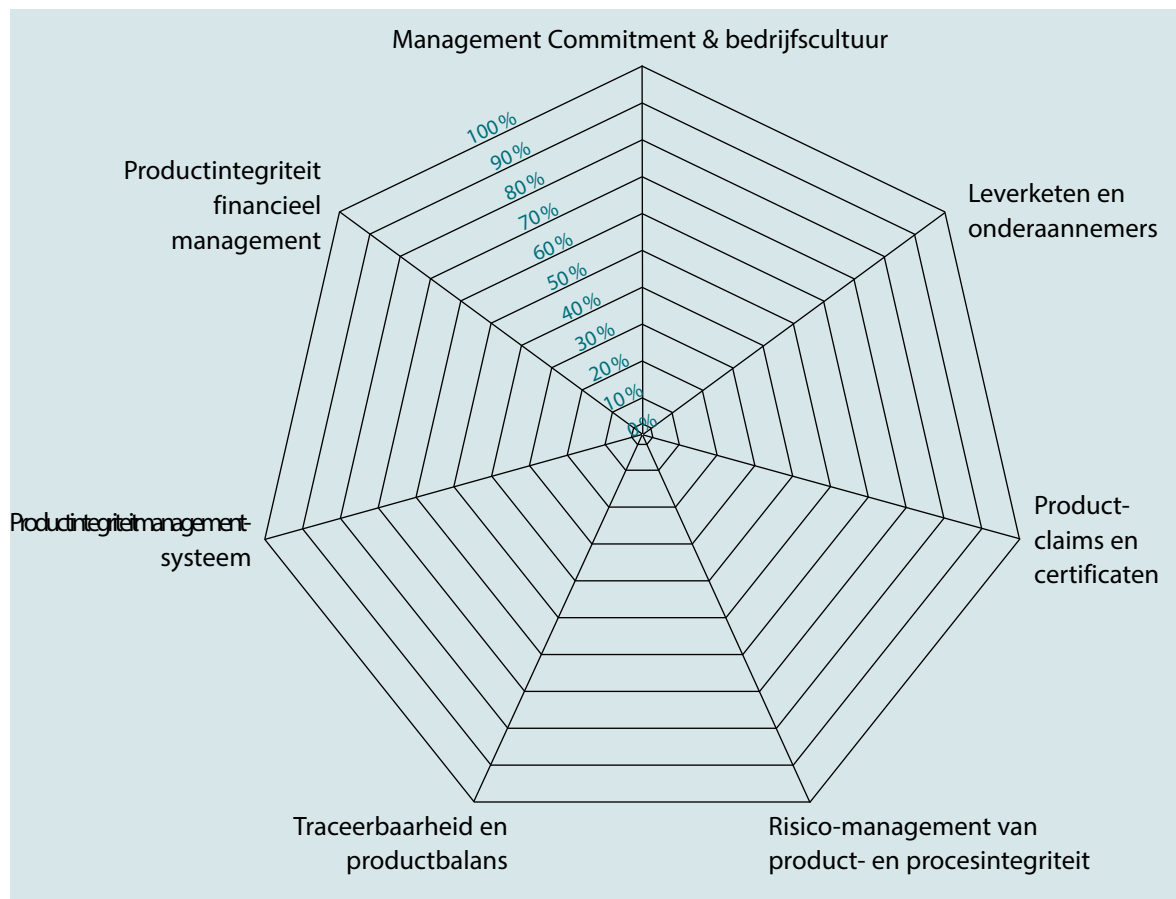 Management Commitment & bedrijfscultuur
100%
90%
80%
70%
60%
50%
40%
30%
20%
10%
0%
Productintegriteit
financieel
management
Leverketen en
onderaannemers
Productintegriteitmanagement-
systeem
Product-
claims en
certificaten
Traceerbaarheid en
productbalans
Risico-management van
product- en procesintegriteit